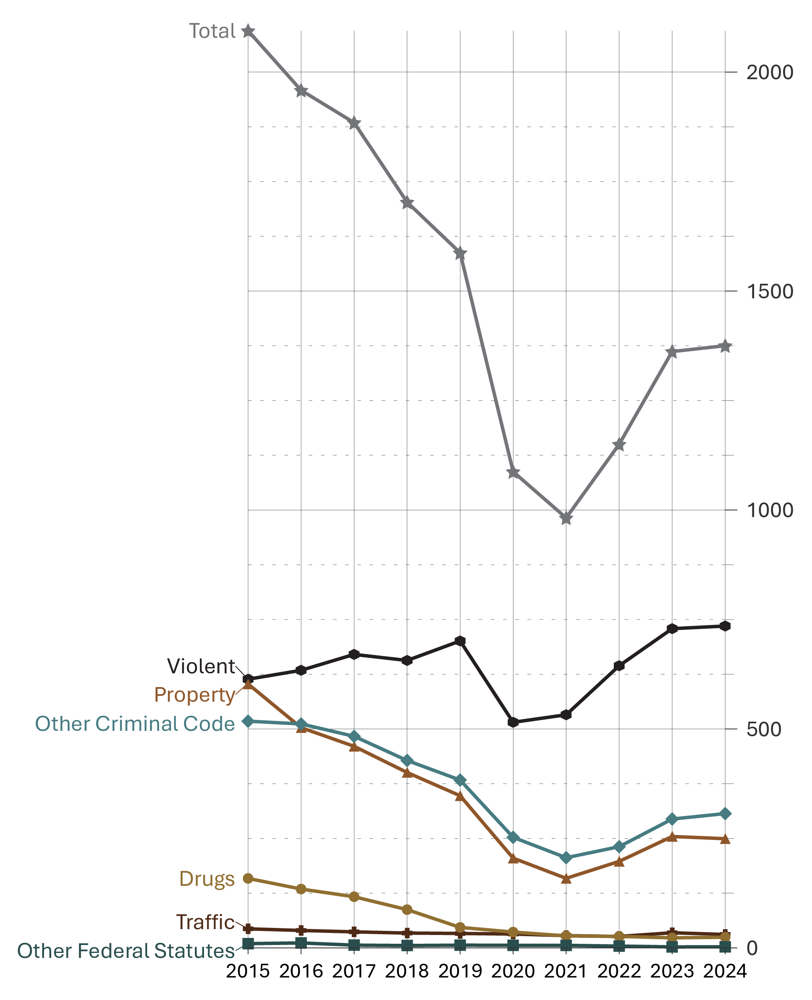 Total
2000
1500
1000
Violent
Property
Other Criminal Code
500
Drugs
Traffic
Other Federal Statutes
0
2015 2016 2017 2018 2019 2020 2021 2022 2023 2024